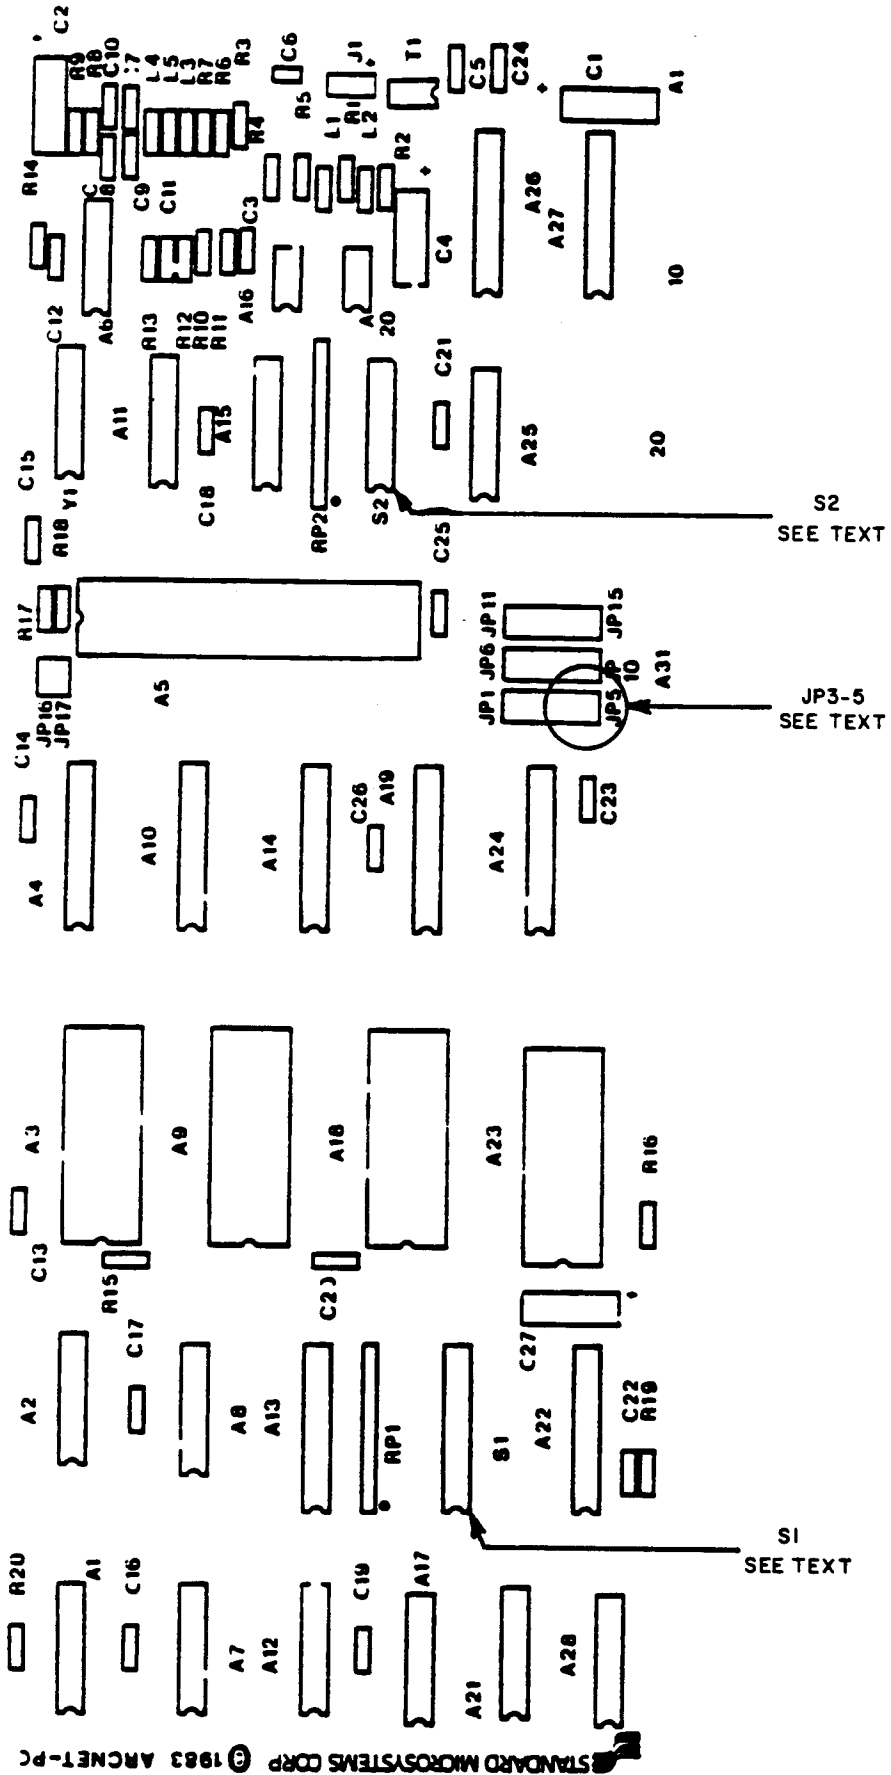 C2
R9
R8
C10
:7
L4
L5
L3
R7
R6
R3
C6
R5
J1
L1
R1
L2
T1
C5
C24
C1
A1
R14
C
8
C9
C11
R4
R2
C3
C4
A26
A27
10
C12
A6
R13
R12
R10
R11
A16
A
20
C15
Y1
A11
C18
A15
RP2
S2
C21
A25
20
S2
SEE TEXT
R18
C25
R17
JP16
JP17
A5
JP11
JP15
JP6
JP
10
JP1
JP5
A31
JP3-5
SEE TEXT
C14
A4
A10
A14
C26
A19
A24
C23
A3
A9
A18
A23
R16
C13
R15
C2
C27
C17
A2
A8
A13
RP1
S1
A22
C22
R19
S1
SEE TEXT
R20
A1
C16
A7
A12
C19
A17
A21
A28
STANDARD MICROSYSTEMS CORP © 1983 ARCNET-PC